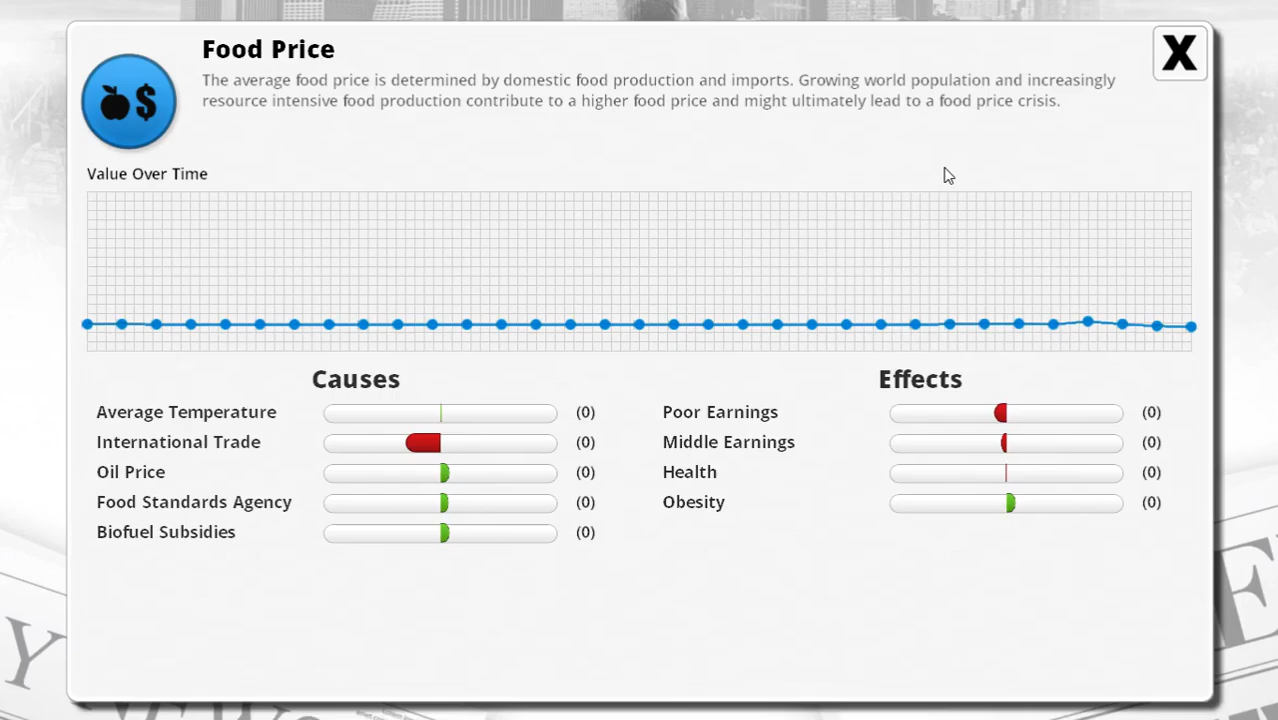 Food Price
X
The average food price is determined by domestic food production and imports. Growing world population and increasingly
resource intensive food production contribute to a higher food price and might ultimately lead to a food price crisis.
$
Value Over Time
Causes
Average Temperature (0)
International Trade (0)
Oil Price (0)
Food Standards Agency (0)
Biofuel Subsidies (0)
Effects
Poor Earnings (0)
Middle Earnings (0)
Health (0)
Obesity (0)